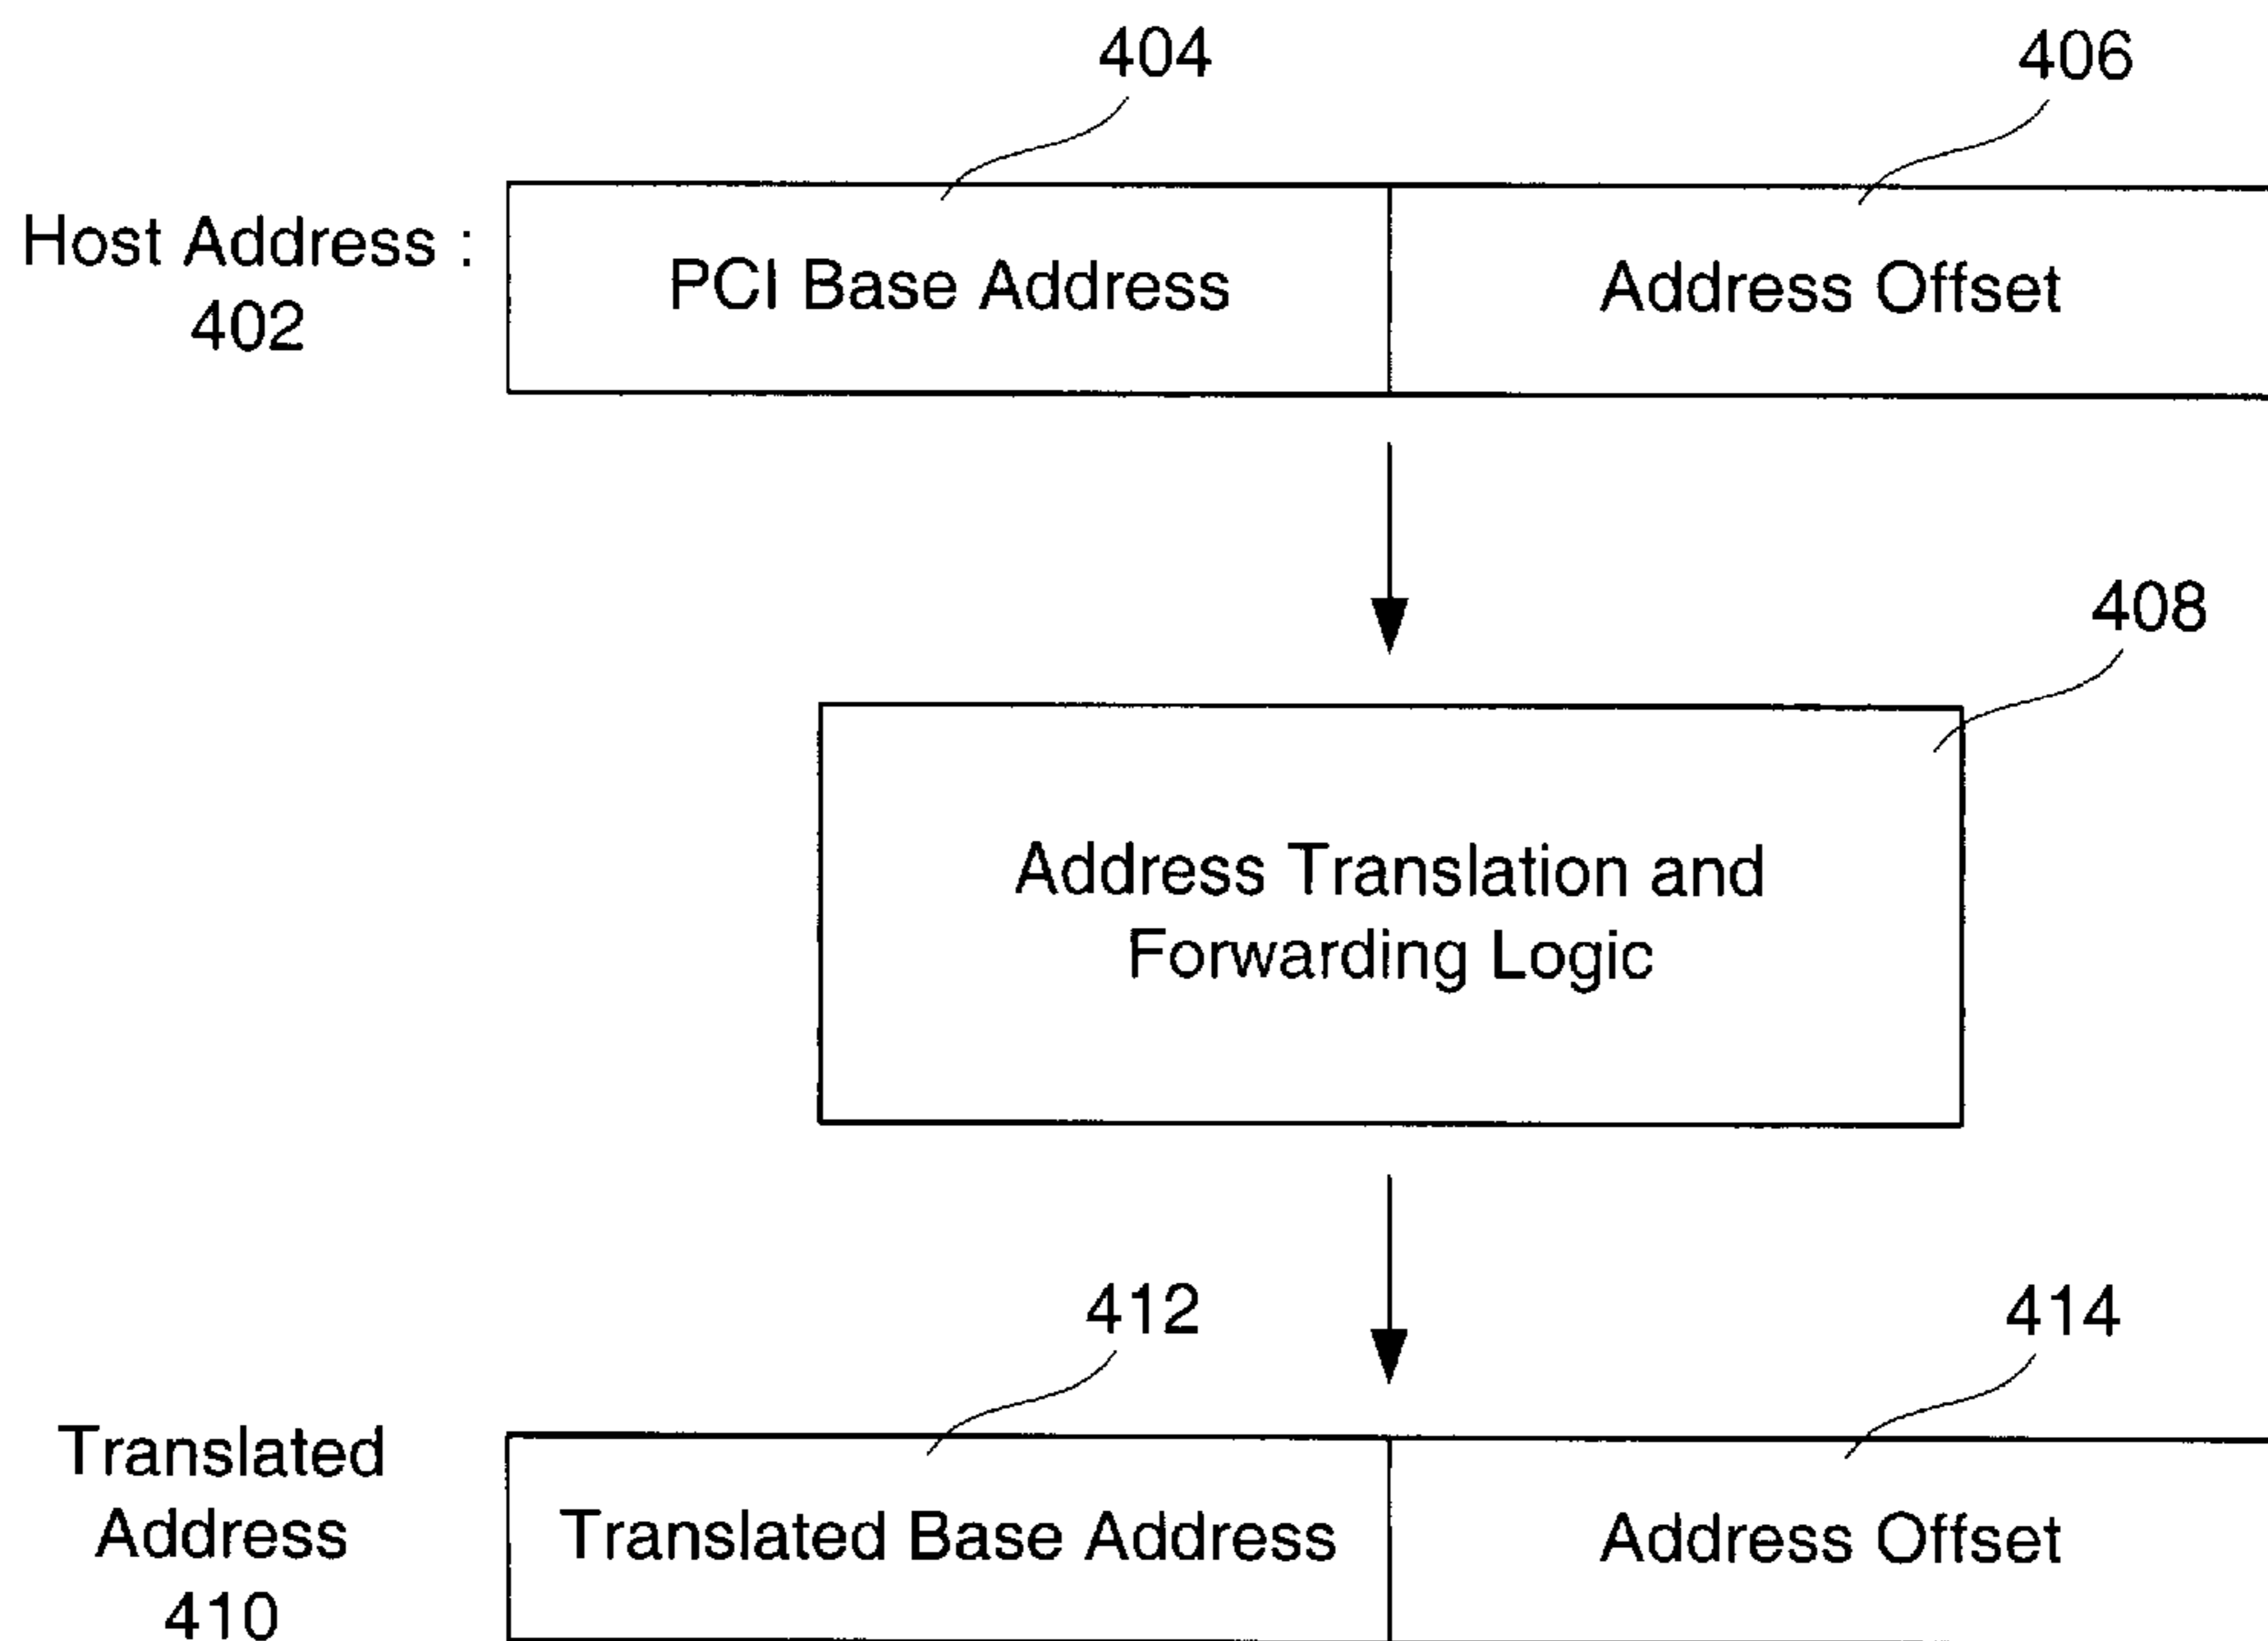 404
406
Host Address :
402
PCI Base Address
Address Offset
408
Address Translation and
Forwarding Logic
412
414
Translated
Address
410
Translated Base Address
Address Offset